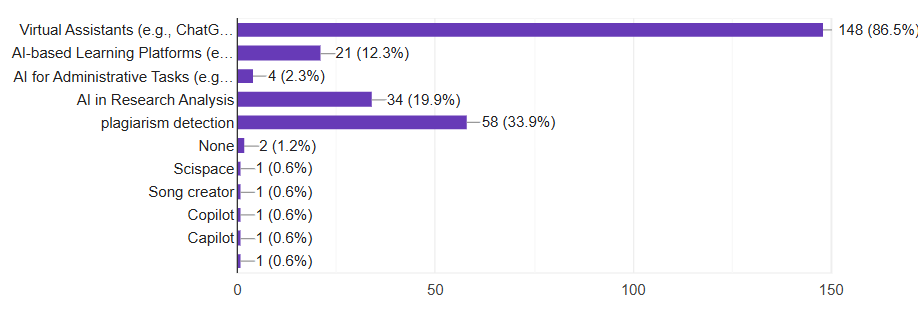 Virtual Assistants (e.g., ChatG... 148 (86.5%)
AI-based Learning Platforms (e... 21 (12.3%)
AI for Administrative Tasks (e.g... 4 (2.3%)
AI in Research Analysis 34 (19.9%)
plagiarism detection 58 (33.9%)
None 2 (1.2%)
Scispace 1 (0.6%)
Song creator 1 (0.6%)
Copilot 1 (0.6%)
Capilot 1 (0.6%)
1 (0.6%)
0 50 100 150